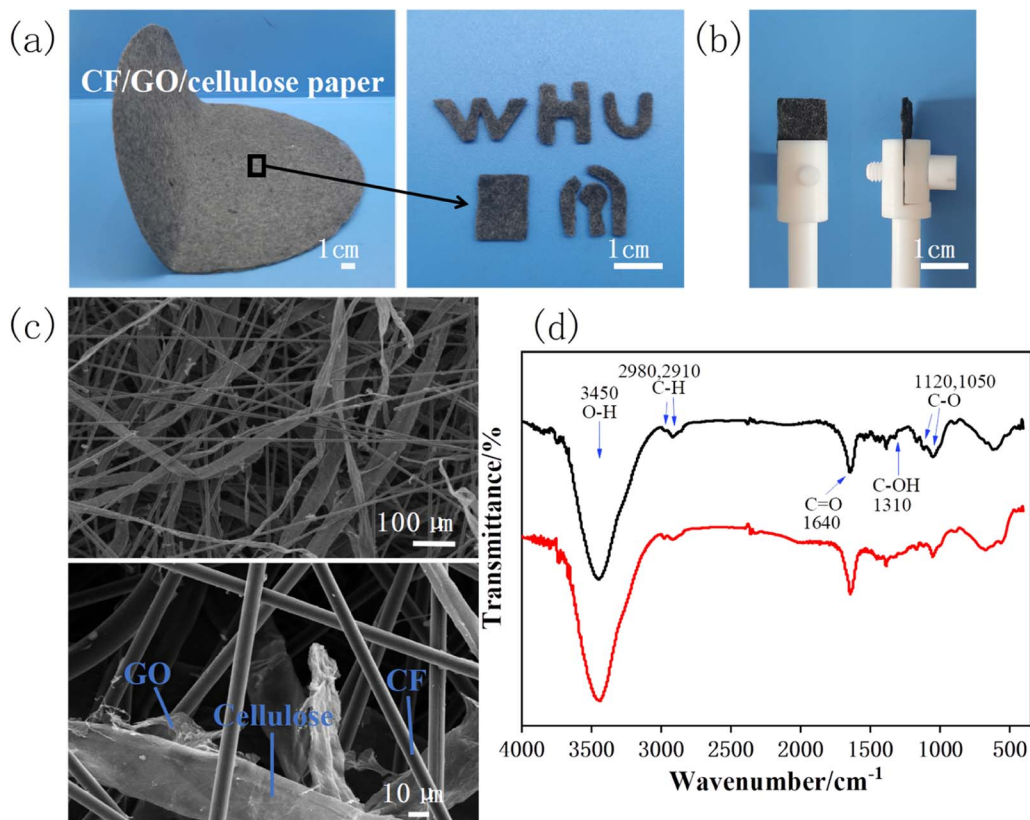 (a)
CF/GO/cellulose paper
1cm
W H U
1cm
(b)
1cm
(c)
100 μm
GO
Cellulose
CF
10 μm
(d)
3450
O-H
2980,2910
C-H
1120,1050
C-O
C=O
1640
C-OH
1310
Transmittance/%
4000 3500 3000 2500 2000 1500 1000 500
Wavenumber/cm⁻¹